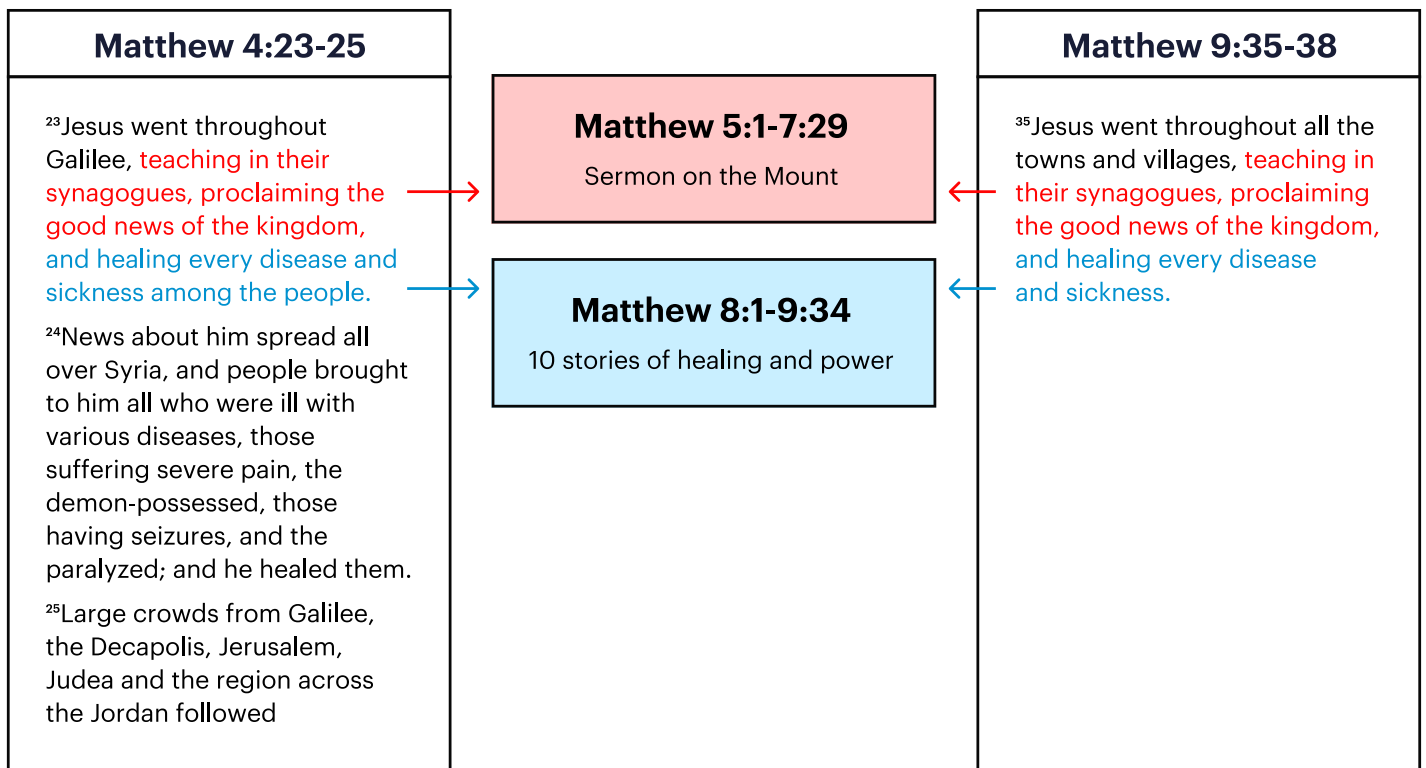 Matthew 4:23-25
²³Jesus went throughout
Galilee, teaching in their
synagogues, proclaiming the
good news of the kingdom,
and healing every disease and
sickness among the people.
²⁴News about him spread all
over Syria, and people brought
to him all who were ill with
various diseases, those
suffering severe pain, the
demon-possessed, those
having seizures, and the
paralyzed; and he healed them.
²⁵Large crowds from Galilee,
the Decapolis, Jerusalem,
Judea and the region across
the Jordan followed
Matthew 5:1-7:29
Sermon on the Mount
Matthew 8:1-9:34
10 stories of healing and power
Matthew 9:35-38
³⁵Jesus went throughout all the
towns and villages, teaching in
their synagogues, proclaiming
the good news of the kingdom,
and healing every disease
and sickness.